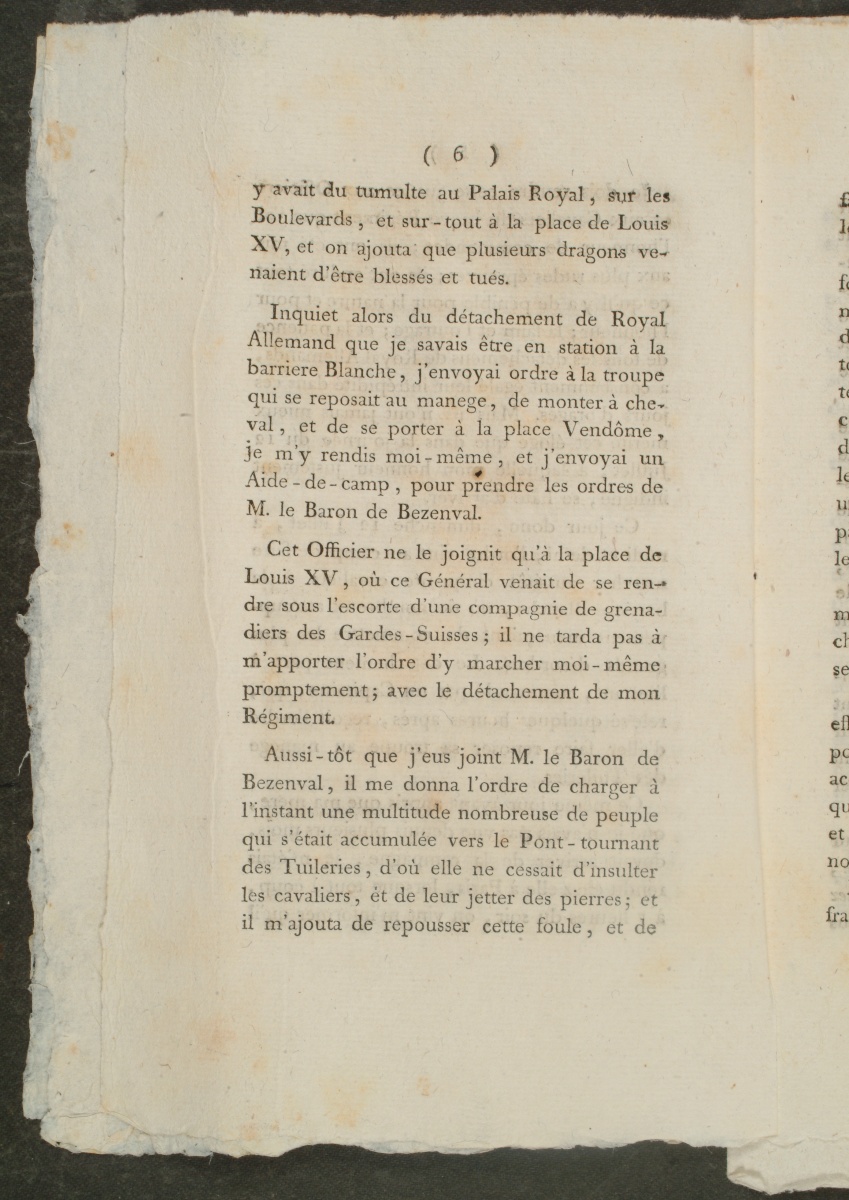 ( 6 )
y avait du tumulte au Palais Royal, sur les
Boulevards, et sur-tout à la place de Louis
XV, et on ajouta que plusieurs dragons ve-
naient d'être blessés et tués.
Inquiet alors du détachement de Royal
Allemand que je savais être en station à la
barriere Blanche, j'envoyai ordre à la troupe
qui se reposait au manege, de monter à che-
val, et de se porter à la place Vendôme,
je m'y rendis moi-même, et j'envoyai un
Aide-de-camp, pour prendre les ordres de
M. le Baron de Bezenval.
Cet Officier ne le joignit qu'à la place de
Louis XV, où ce Général venait de se ren-
dre sous l'escorte d'une compagnie de grena-
diers des Gardes-Suisses; il ne tarda pas à
m'apporter l'ordre d'y marcher moi-même
promptement; avec le détachement de mon
Régiment.
Aussi-tôt que j'eus joint M. le Baron de
Bezenval, il me donna l'ordre de charger à
l'instant une multitude nombreuse de peuple
qui s'était accumulée vers le Pont-tournant
des Tuileries, d'où elle ne cessait d'insulter
les cavaliers, et de leur jetter des pierres; et
il m'ajouta de repousser cette foule, et de